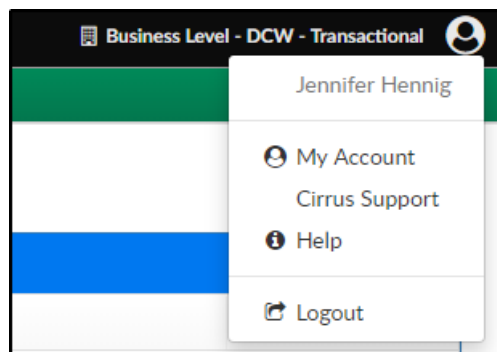 Business Level - DCW - Transactional
Jennifer Hennig
My Account
Cirrus Support
Help
Logout